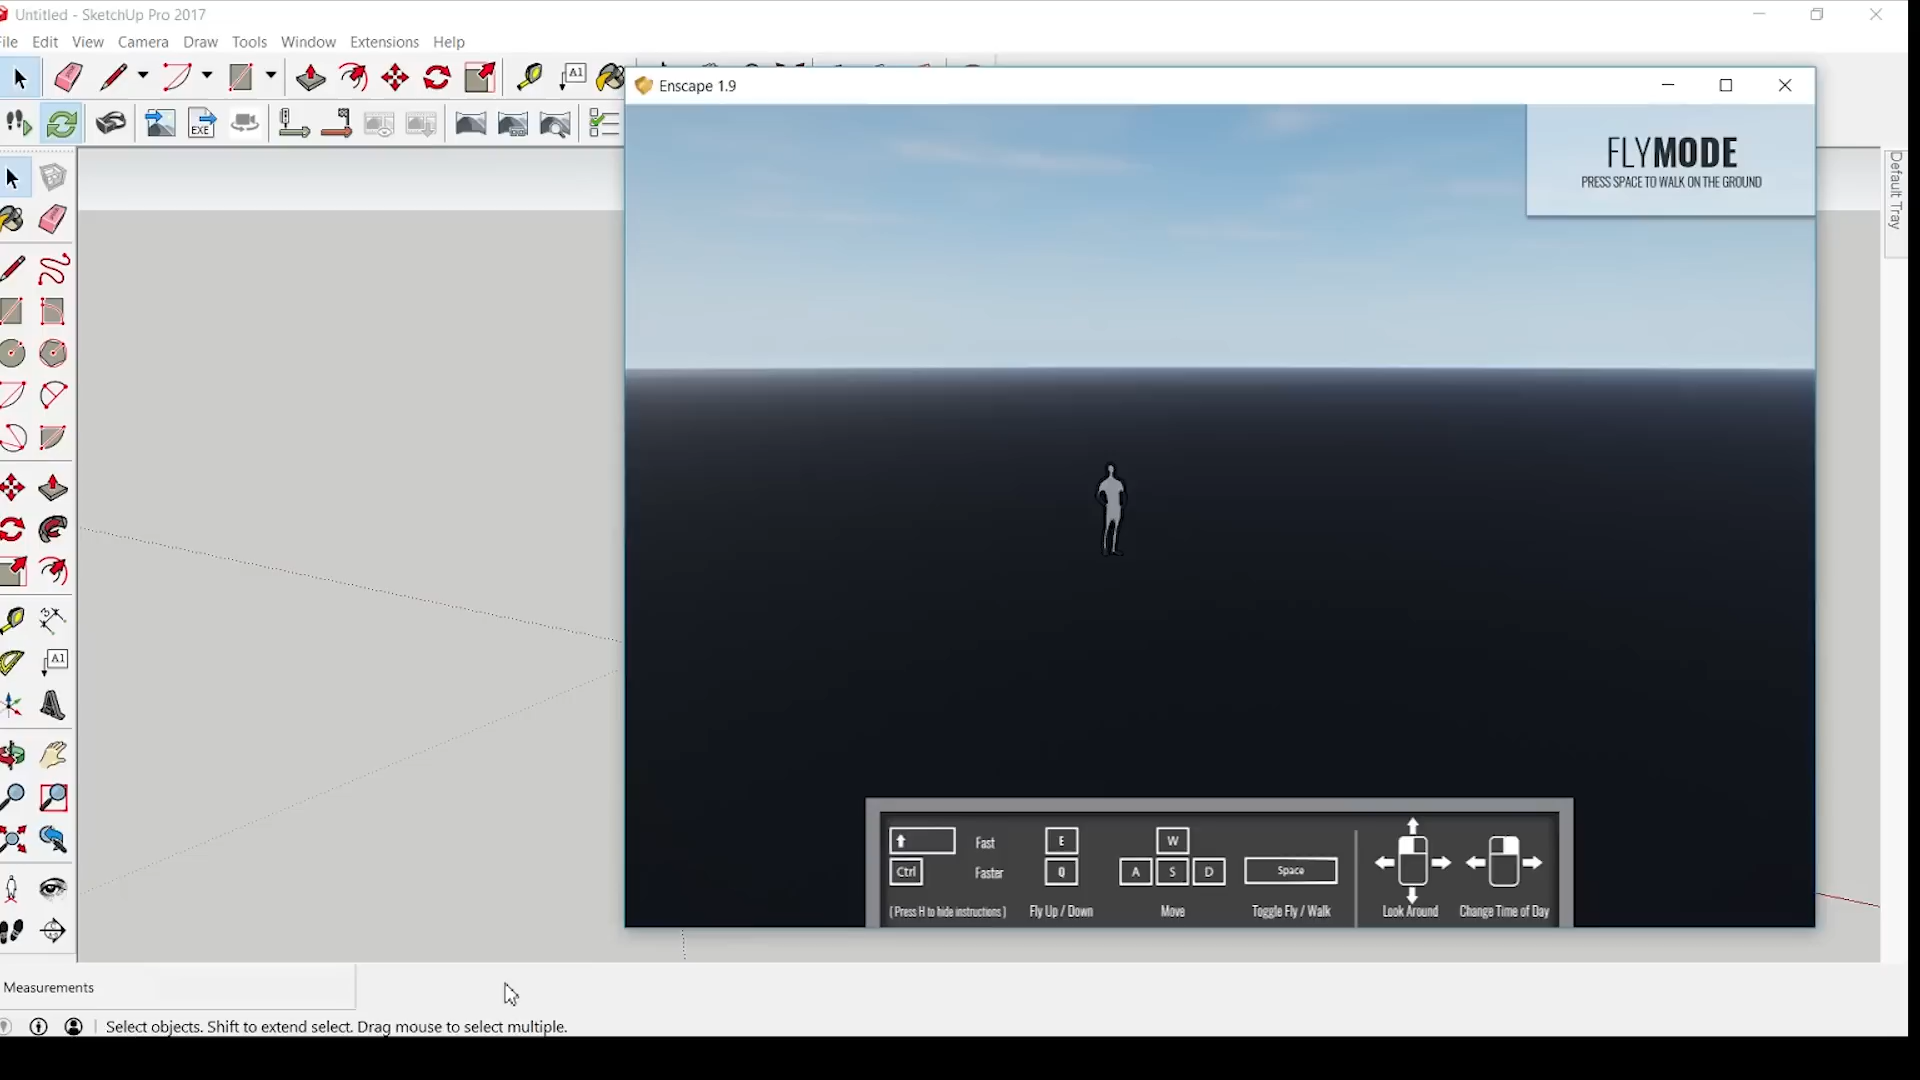 Untitled - SketchUp Pro 2017
File Edit View Camera Draw Tools Window Extensions Help
A1
Enscape 1.9
EXE
FLYMODE
PRESS SPACE TO WALK ON THE GROUND
Default Tray
A1
Fast
E
W
Ctrl
Faster
Q
A
S
D
Space
( Press H to hide instructions )
Fly Up / Down
Move
Toggle Fly / Walk
Look Around
Change Time of Day
Measurements
Select objects. Shift to extend select. Drag mouse to select multiple.